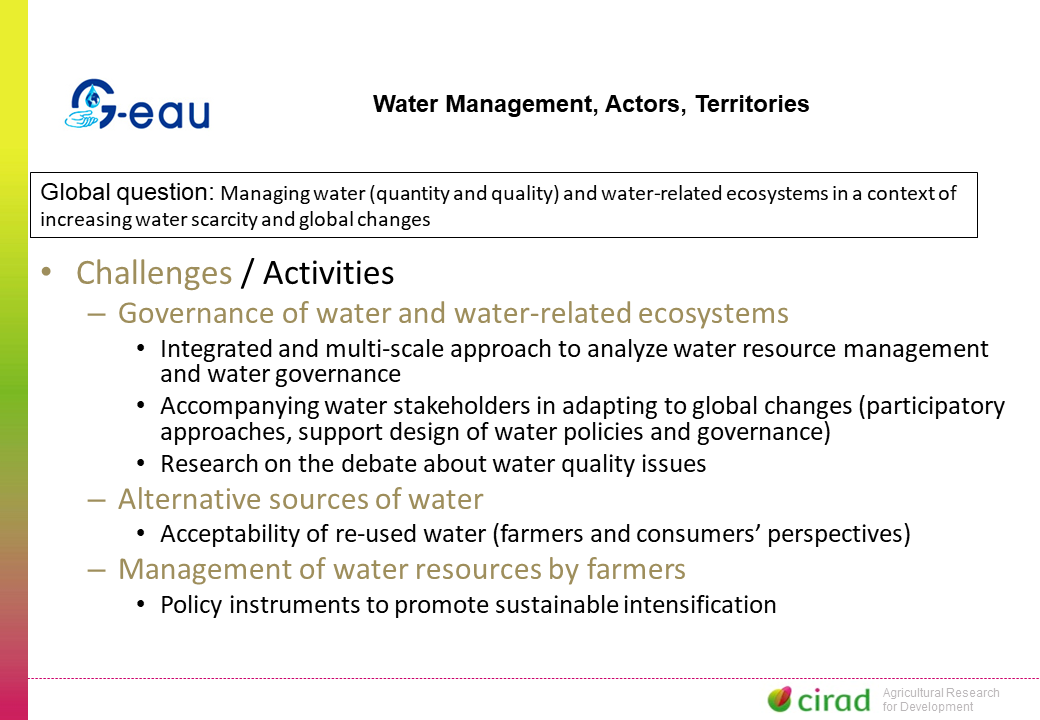 G-eau
Water Management, Actors, Territories
Global question: Managing water (quantity and quality) and water-related ecosystems in a context of
increasing water scarcity and global changes
• Challenges / Activities
– Governance of water and water-related ecosystems
• Integrated and multi-scale approach to analyze water resource management
and water governance
• Accompanying water stakeholders in adapting to global changes (participatory
approaches, support design of water policies and governance)
• Research on the debate about water quality issues
– Alternative sources of water
• Acceptability of re-used water (farmers and consumers’ perspectives)
– Management of water resources by farmers
• Policy instruments to promote sustainable intensification
cirad
Agricultural Research
for Development